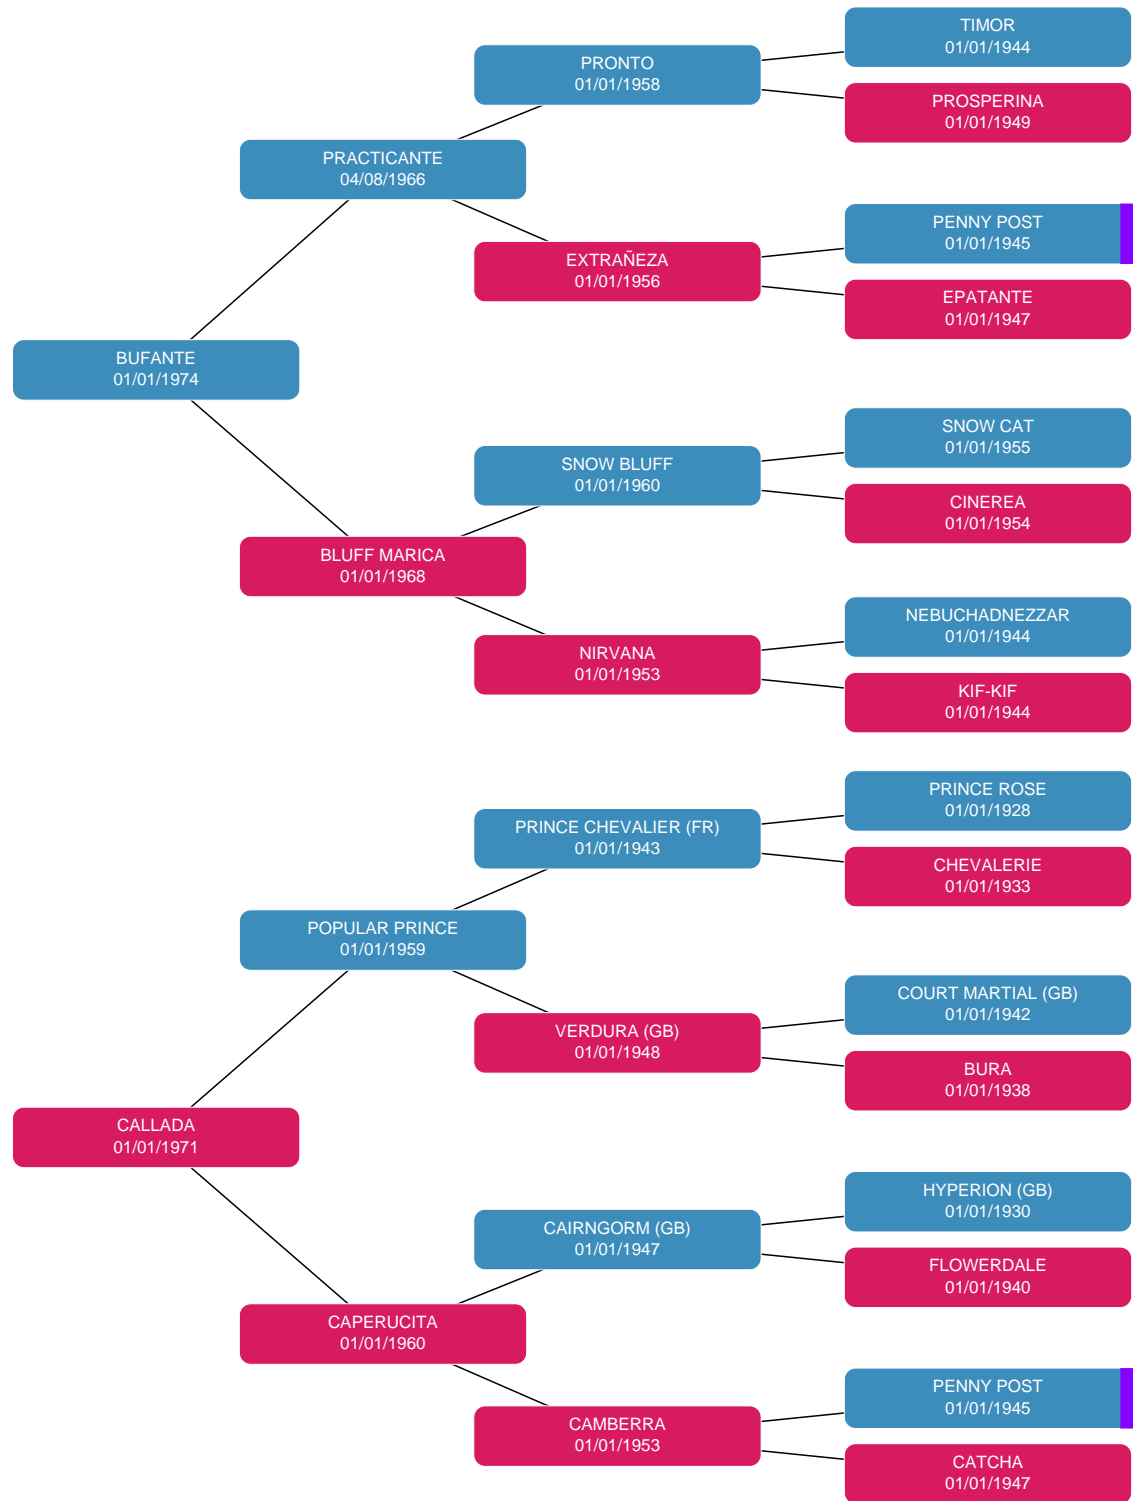 TIMOR
01/01/1944
PRONTO
01/01/1958
PROSPERINA
01/01/1949
PRACTICANTE
04/08/1966
PENNY POST
01/01/1945
EXTRAÑEZA
01/01/1956
EPATANTE
01/01/1947
BUFANTE
01/01/1974
SNOW CAT
01/01/1955
SNOW BLUFF
01/01/1960
CINEREA
01/01/1954
BLUFF MARICA
01/01/1968
NEBUCHADNEZZAR
01/01/1944
NIRVANA
01/01/1953
KIF-KIF
01/01/1944
PRINCE ROSE
01/01/1928
PRINCE CHEVALIER (FR)
01/01/1943
CHEVALERIE
01/01/1933
POPULAR PRINCE
01/01/1959
COURT MARTIAL (GB)
01/01/1942
VERDURA (GB)
01/01/1948
BURA
01/01/1938
CALLADA
01/01/1971
HYPERION (GB)
01/01/1930
CAIRNGORM (GB)
01/01/1947
FLOWERDALE
01/01/1940
CAPERUCITA
01/01/1960
PENNY POST
01/01/1945
CAMBERRA
01/01/1953
CATCHA
01/01/1947